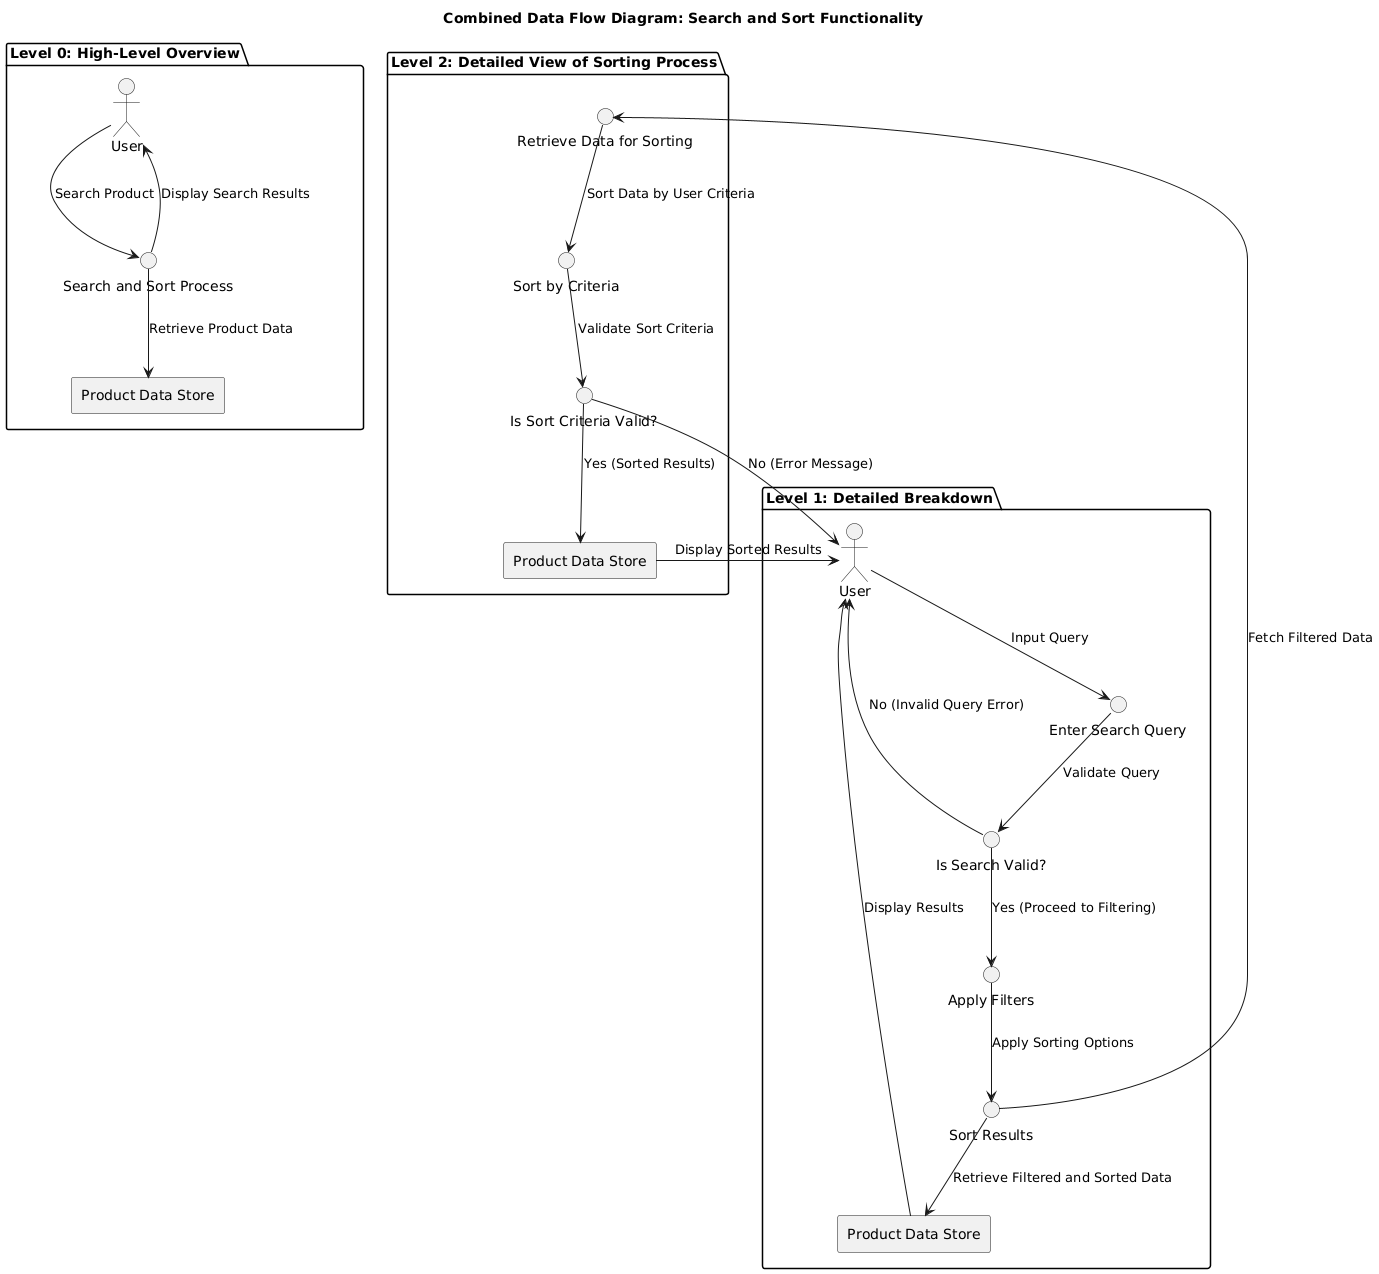 Combined Data Flow Diagram: Search and Sort Functionality
Level 0: High-Level Overview
User
Search Product
Display Search Results
Search and Sort Process
Retrieve Product Data
Product Data Store
Level 2: Detailed View of Sorting Process
Retrieve Data for Sorting
Sort Data by User Criteria
Sort by Criteria
Validate Sort Criteria
Is Sort Criteria Valid?
Yes (Sorted Results)
No (Error Message)
Product Data Store
Display Sorted Results
Level 1: Detailed Breakdown
User
Input Query
Fetch Filtered Data
No (Invalid Query Error)
Enter Search Query
Validate Query
Is Search Valid?
Display Results
Yes (Proceed to Filtering)
Apply Filters
Apply Sorting Options
Sort Results
Retrieve Filtered and Sorted Data
Product Data Store